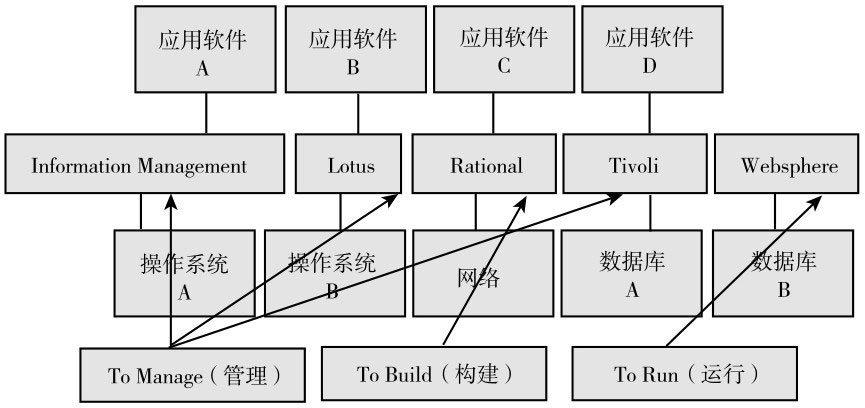 应用软件
A
应用软件
B
应用软件
C
应用软件
D
Information Management
Lotus
Rational
Tivoli
Websphere
操作系统
A
操作系统
B
网络
数据库
A
数据库
B
To Manage（管理）
To Build（构建）
To Run（运行）